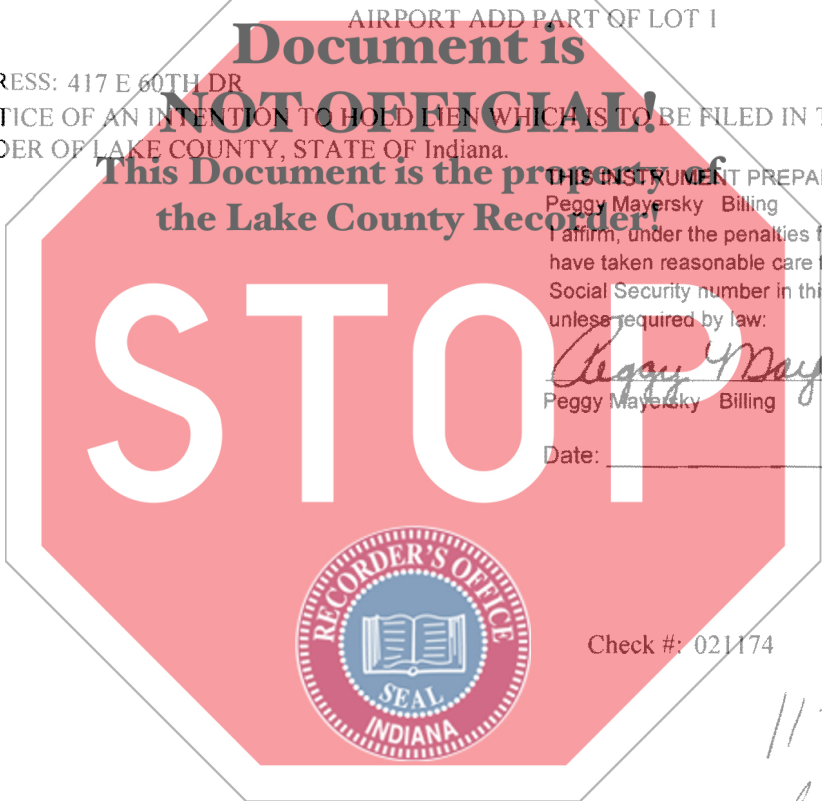 AIRPORT ADD PART OF LOT 1
Document is
RESS: 417 E 60TH DR
NOT OFFICIAL!
TICE OF AN INTENTION TO HOLD LIEN WHICH IS TO BE FILED IN T
DER OF LAKE COUNTY, STATE OF Indiana.
This Document is the property of
the Lake County Recorder!
THIS INSTRUMENT PREPA
Peggy Mayersky Billing
I affirm, under the penalties f
have taken reasonable care t
Social Security number in thi
unless required by law:
Peggy May
Peggy Mayersky Billing
Date:
STOP
RECORDER'S OFFICE
SEAL
INDIANA
Check #: 021174